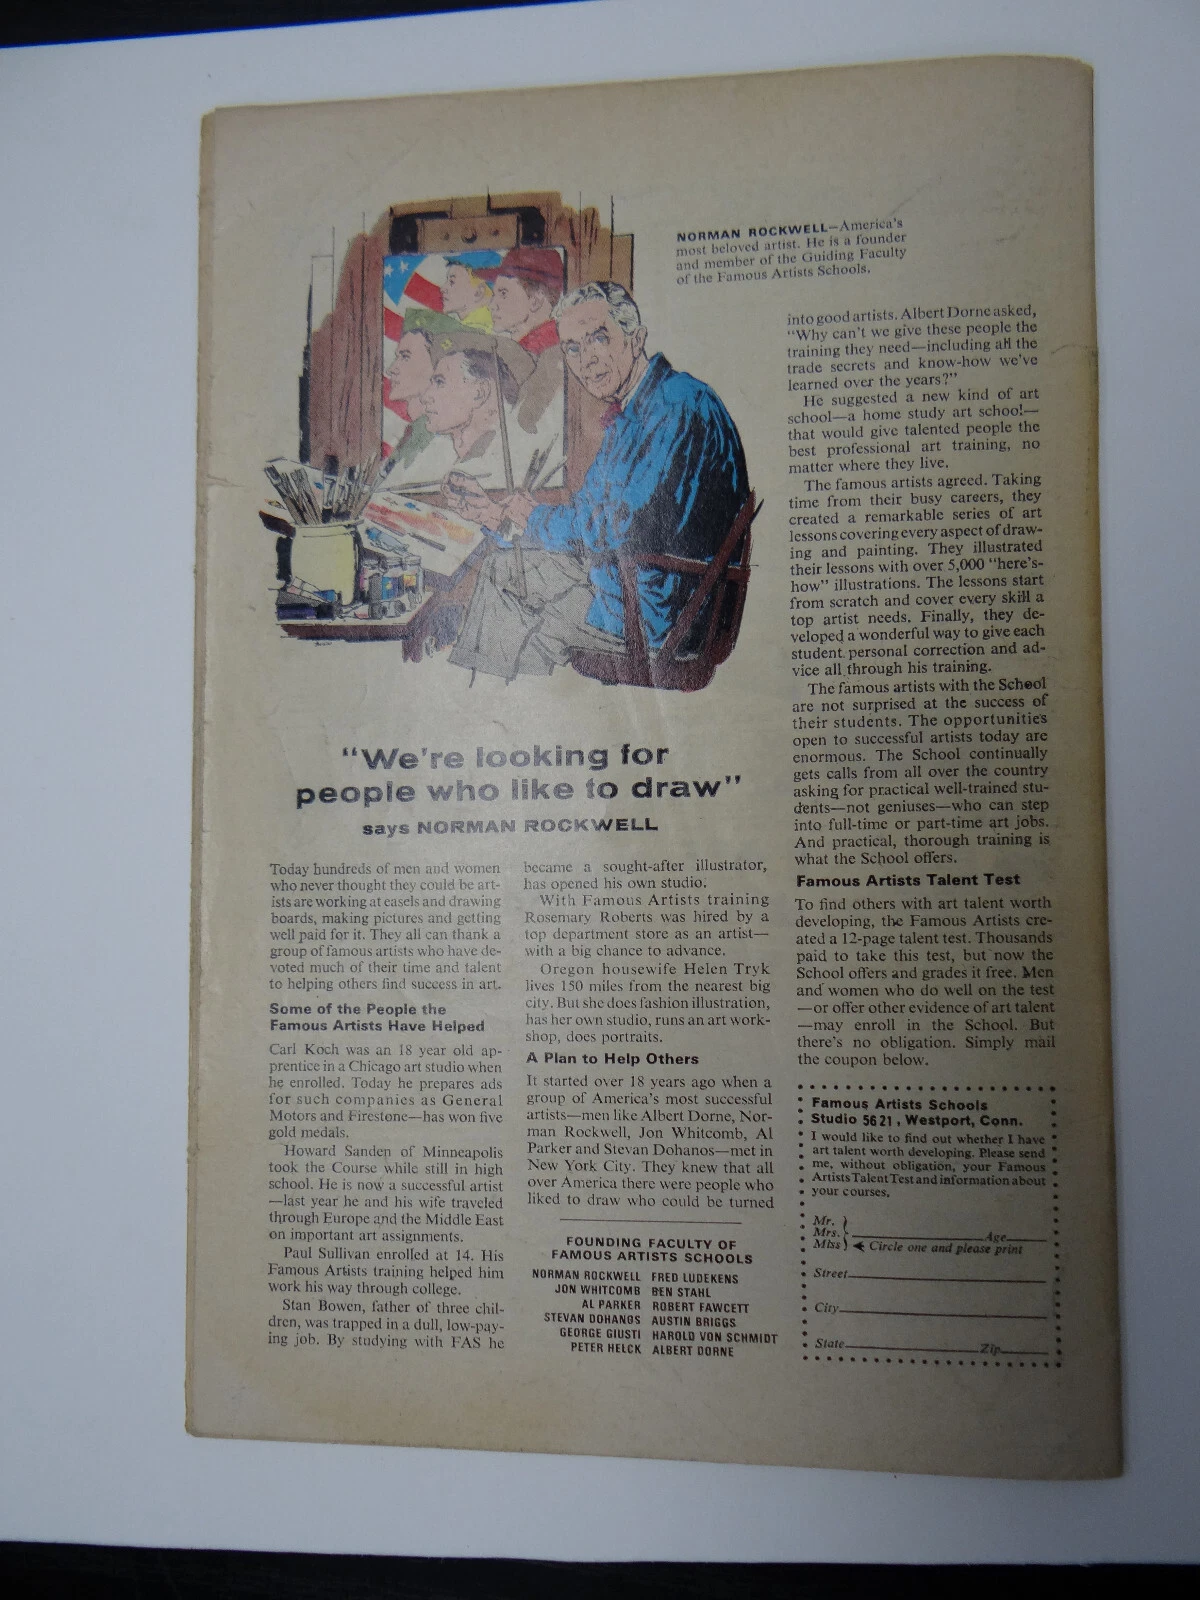 NORMAN ROCKWELL—America's
most beloved artist. He is a founder
and member of the Guiding Faculty
of the Famous Artists Schools.
"We're looking for
people who like to draw"
says NORMAN ROCKWELL
Today hundreds of men and women
who never thought they could be art-
ists are working at easels and drawing
boards, making pictures and getting
well paid for it. They all can thank a
group of famous artists who have de-
voted much of their time and talent
to helping others find success in art.
Some of the People the
Famous Artists Have Helped
Carl Koch was an 18 year old ap-
prentice in a Chicago art studio when
he enrolled. Today he prepares ads
for such companies as General
Motors and Firestone—has won five
gold medals.
Howard Sanden of Minneapolis
took the Course while still in high
school. He is now a successful artist
—last year he and his wife traveled
through Europe and the Middle East
on important art assignments.
Paul Sullivan enrolled at 14. His
Famous Artists training helped him
work his way through college.
Stan Bowen, father of three chil-
dren, was trapped in a dull, low-pay-
ing job. By studying with FAS he
became a sought-after illustrator,
has opened his own studio.
With Famous Artists training
Rosemary Roberts was hired by a
top department store as an artist—
with a big chance to advance.
Oregon housewife Helen Tryk
lives 150 miles from the nearest big
city. But she does fashion illustration,
has her own studio, runs an art work-
shop, does portraits.
A Plan to Help Others
It started over 18 years ago when a
group of America's most successful
artists—men like Albert Dorne, Nor-
man Rockwell, Jon Whitcomb, Al
Parker and Stevan Dohanos—met in
New York City. They knew that all
over America there were people who
liked to draw who could be turned
FOUNDING FACULTY OF
FAMOUS ARTISTS SCHOOLS
NORMAN ROCKWELL FRED LUDEKENS
JON WHITCOMB BEN STAHL
AL PARKER ROBERT FAWCETT
STEVAN DOHANOS AUSTIN BRIGGS
GEORGE GIUSTI HAROLD VON SCHMIDT
PETER HELCK ALBERT DORNE
into good artists. Albert Dorne asked,
"Why can't we give these people the
training they need—including all the
trade secrets and know-how we've
learned over the years?"
He suggested a new kind of art
school—a home study art school—
that would give talented people the
best professional art training, no
matter where they live.
The famous artists agreed. Taking
time from their busy careers, they
created a remarkable series of art
lessons covering every aspect of draw-
ing and painting. They illustrated
their lessons with over 5,000 "here's-
how" illustrations. The lessons start
from scratch and cover every skill a
top artist needs. Finally, they de-
veloped a wonderful way to give each
student personal correction and ad-
vice all through his training.
The famous artists with the School
are not surprised at the success of
their students. The opportunities
open to successful artists today are
enormous. The School continually
gets calls from all over the country
asking for practical well-trained stu-
dents—not geniuses—who can step
into full-time or part-time art jobs.
And practical, thorough training is
what the School offers.
Famous Artists Talent Test
To find others with art talent worth
developing, the Famous Artists cre-
ated a 12-page talent test. Thousands
paid to take this test, but now the
School offers and grades it free. Men
and women who do well on the test
—or offer other evidence of art talent
—may enroll in the School. But
there's no obligation. Simply mail
the coupon below.
Famous Artists Schools
Studio 5621, Westport, Conn.
I would like to find out whether I have
art talent worth developing. Please send
me, without obligation, your Famous
Artists Talent Test and information about
your courses.
Mr.
Mrs. Age
Miss Circle one and please print
Street
City
State Zip